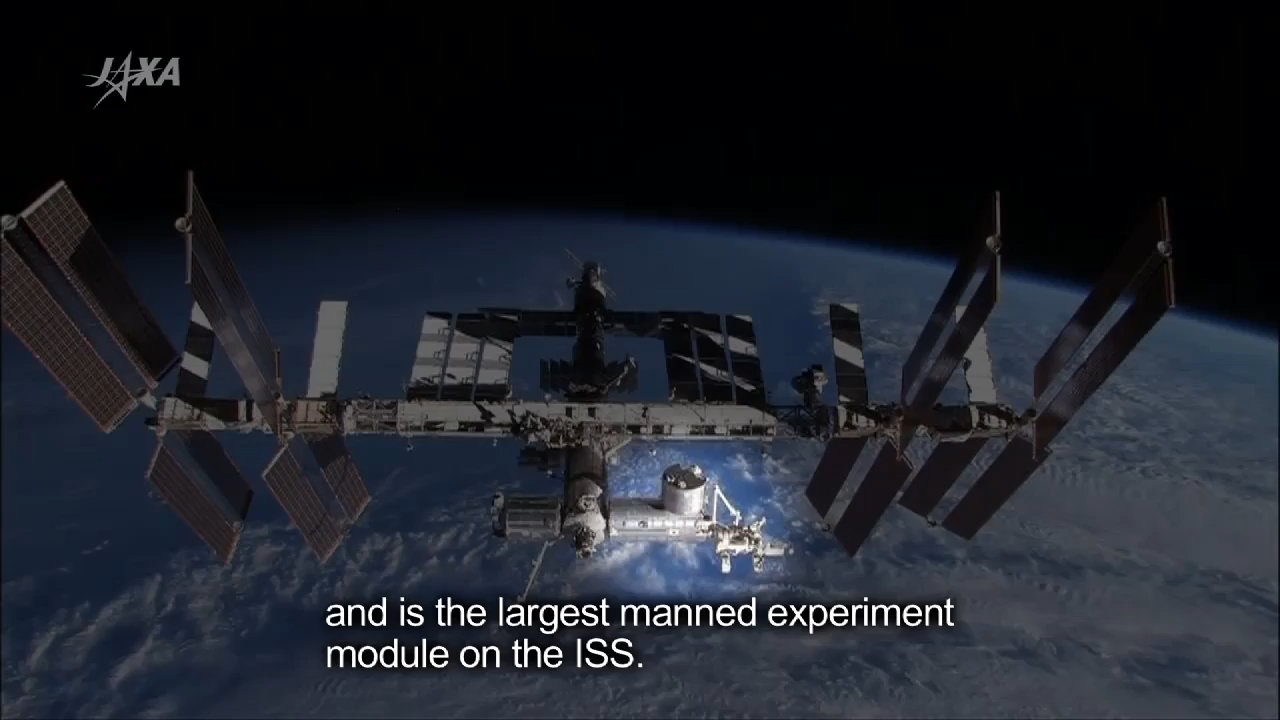 JAXA
and is the largest manned experiment
module on the ISS.